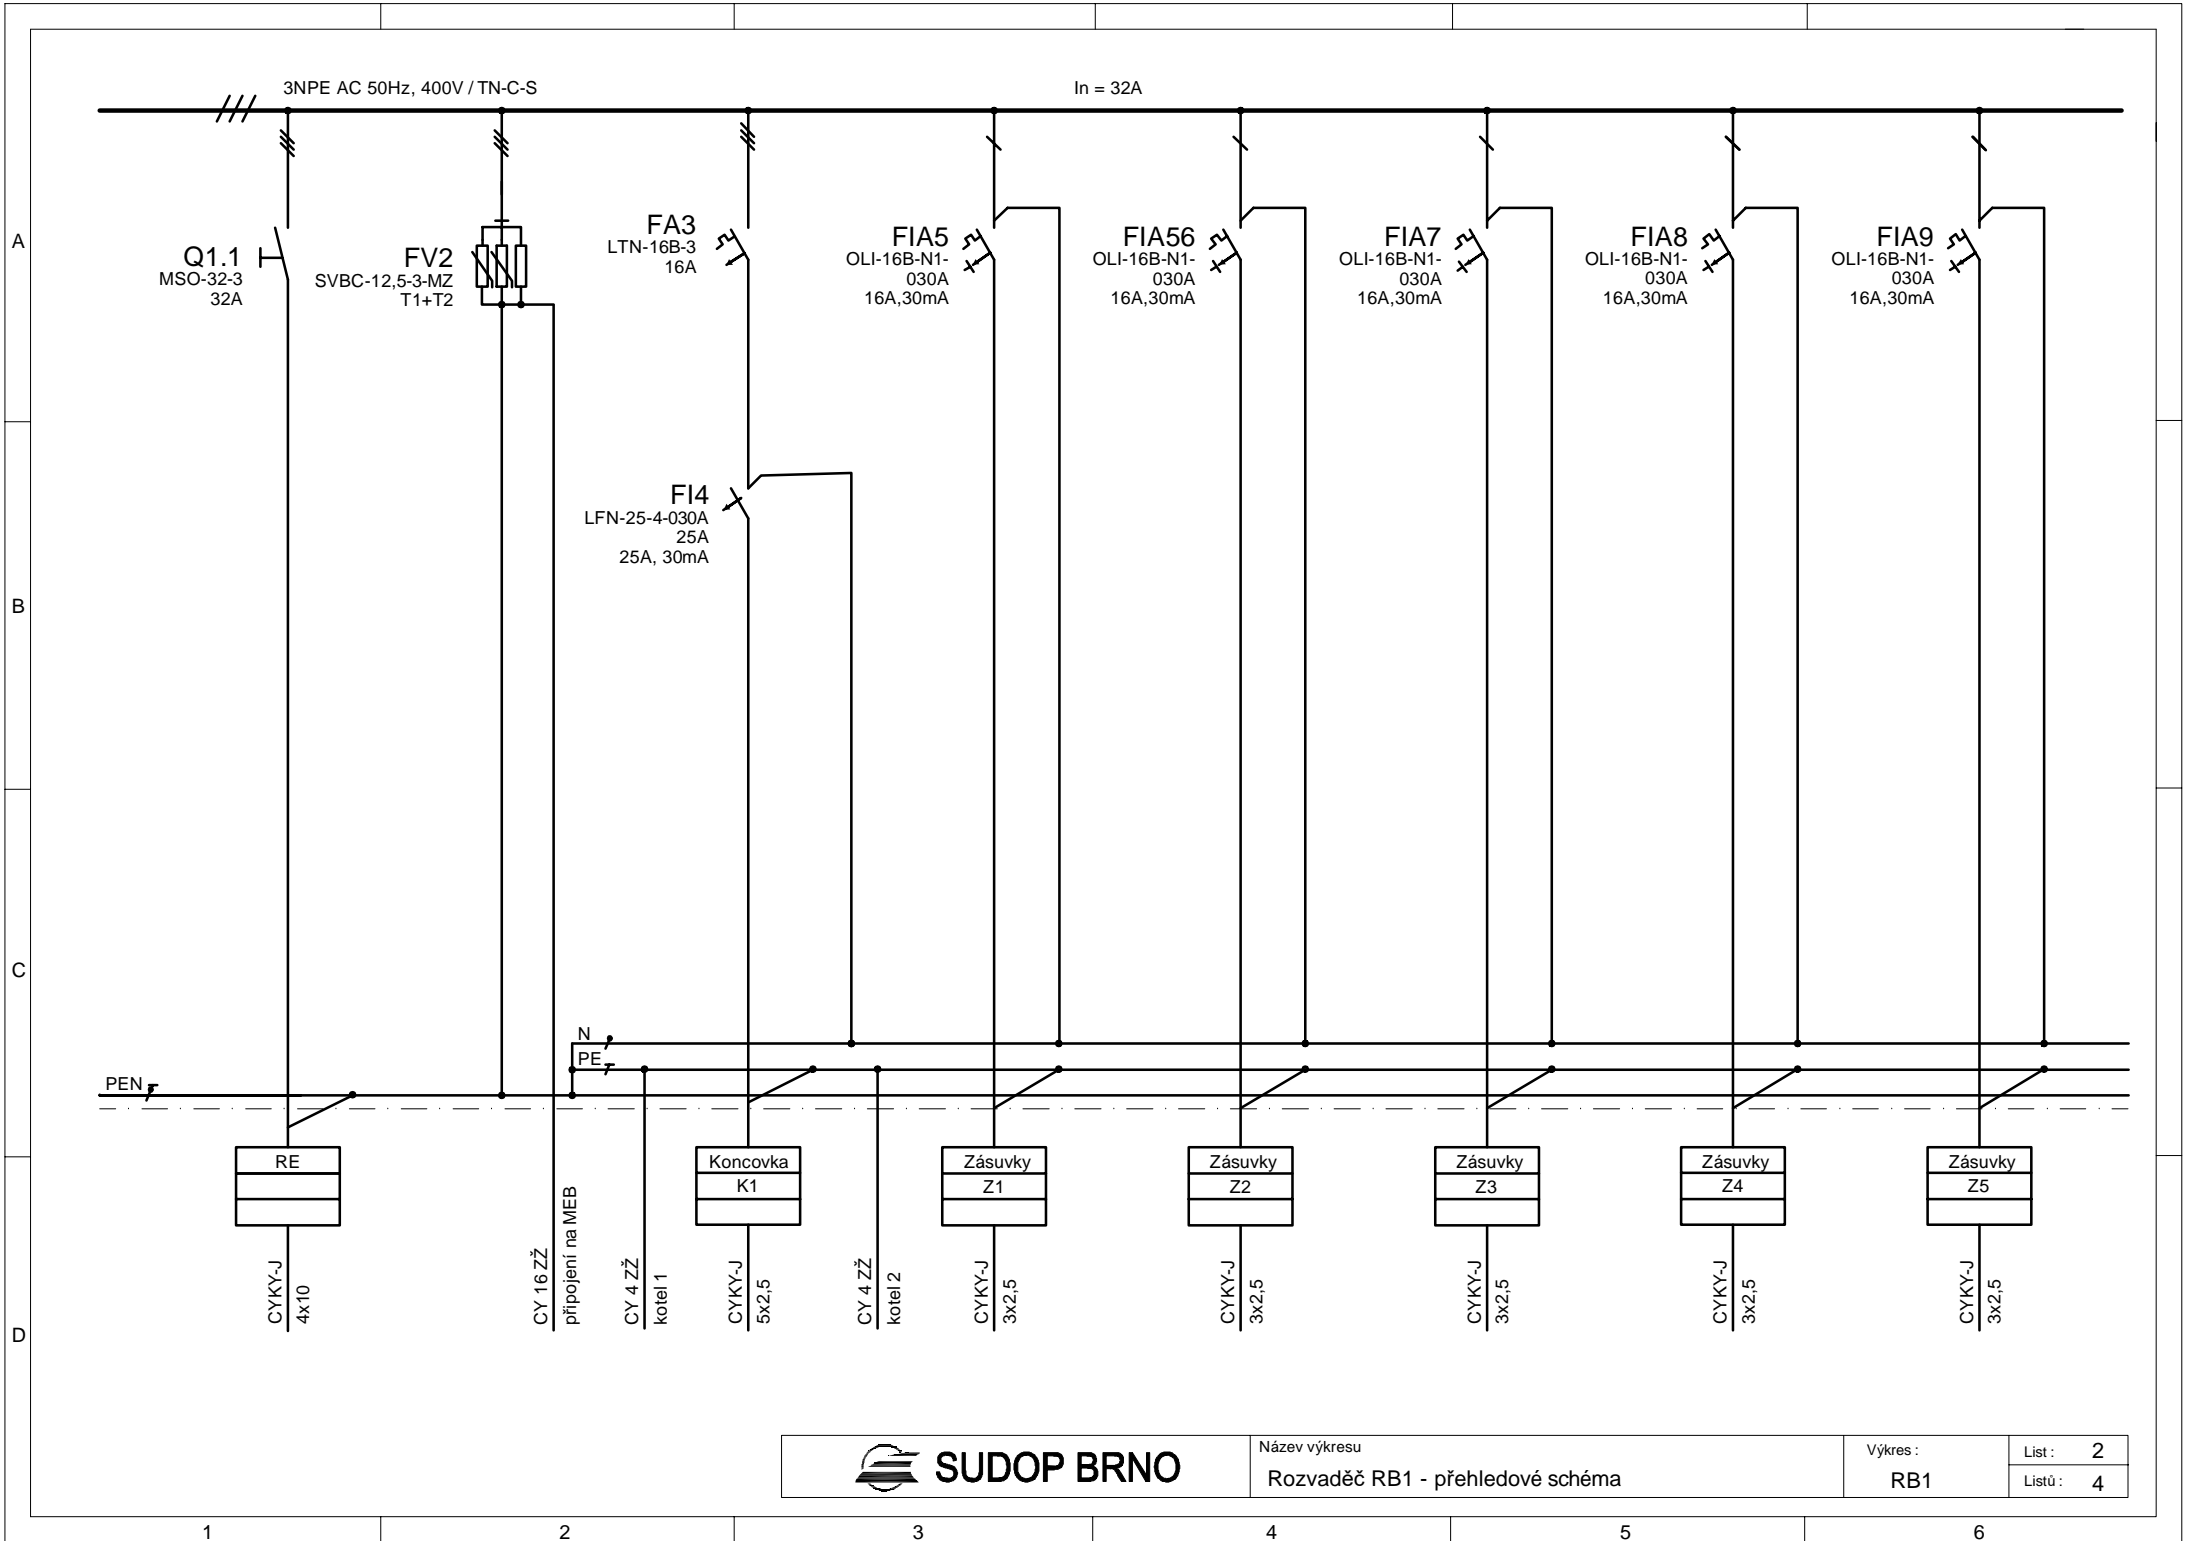 3NPE AC 50Hz, 400V / TN-C-S
In = 32A
A
Q1.1
MSO-32-3
32A
FV2
SVBC-12,5-3-MZ
T1+T2
FA3
LTN-16B-3
16A
FIA5
OLI-16B-N1-
030A
16A,30mA
FIA56
OLI-16B-N1-
030A
16A,30mA
FIA7
OLI-16B-N1-
030A
16A,30mA
FIA8
OLI-16B-N1-
030A
16A,30mA
FIA9
OLI-16B-N1-
030A
16A,30mA
B
FI4
LFN-25-4-030A
25A
25A, 30mA
C
N
PE
PEN
RE
Koncovka
K1
Zásuvky
Z1
Zásuvky
Z2
Zásuvky
Z3
Zásuvky
Z4
Zásuvky
Z5
D
CYKY-J
4x10
CY 16 ZŽ
připojení na MEB
CY 4 ZŽ
kotel 1
CYKY-J
5x2,5
CY 4 ZŽ
kotel 2
CYKY-J
3x2,5
CYKY-J
3x2,5
CYKY-J
3x2,5
CYKY-J
3x2,5
CYKY-J
3x2,5
SUDOP BRNO
Název výkresu
Rozvaděč RB1 - přehledové schéma
Výkres :
RB1
List : 2
Listů : 4
1 2 3 4 5 6